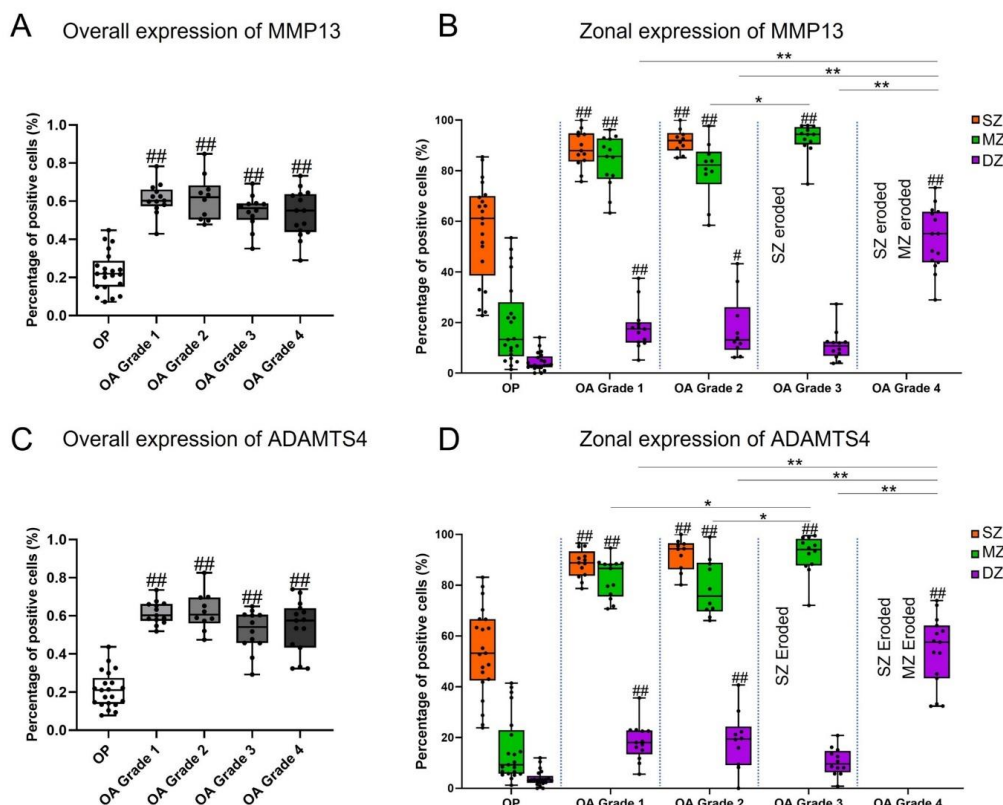 A
Overall expression of MMP13
Percentage of positive cells (%)
1.0
0.8
0.6
0.4
0.2
0.0
##
##
##
##
OP
OA Grade 1
OA Grade 2
OA Grade 3
OA Grade 4
B
Zonal expression of MMP13
**
**
**
*
Percentage of positive cells (%)
100
80
60
40
20
0
##
##
##
##
##
##
#
##
##
SZ eroded
SZ eroded
MZ eroded
SZ
MZ
DZ
OP
OA Grade 1
OA Grade 2
OA Grade 3
OA Grade 4
C
Overall expression of ADAMTS4
Percentage of positive cells (%)
1.0
0.8
0.6
0.4
0.2
0.0
##
##
##
##
OP
OA Grade 1
OA Grade 2
OA Grade 3
OA Grade 4
D
Zonal expression of ADAMTS4
**
**
**
*
*
Percentage of positive cells (%)
100
80
60
40
20
0
##
##
##
##
##
##
##
##
SZ Eroded
SZ Eroded
MZ Eroded
SZ
MZ
DZ
OP
OA Grade 1
OA Grade 2
OA Grade 3
OA Grade 4